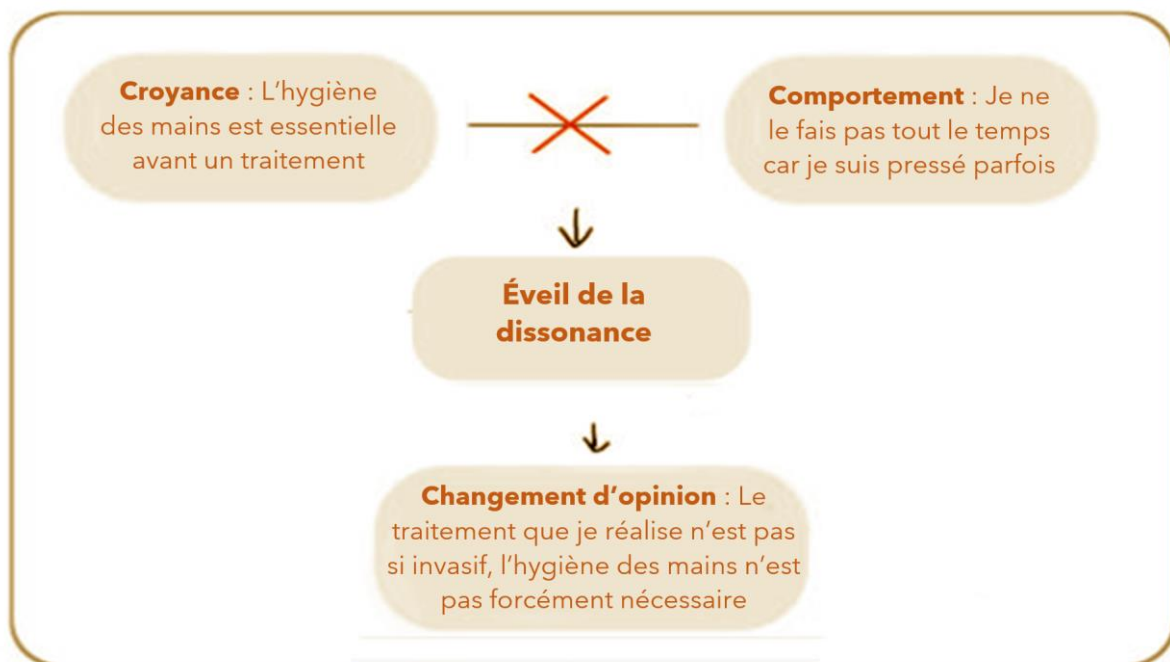 Croyance : L’hygiène
des mains est essentielle
avant un traitement
Comportement : Je ne
le fais pas tout le temps
car je suis pressé parfois
Éveil de la
dissonance
Changement d’opinion : Le
traitement que je réalise n’est pas
si invasif, l’hygiène des mains n’est
pas forcément nécessaire